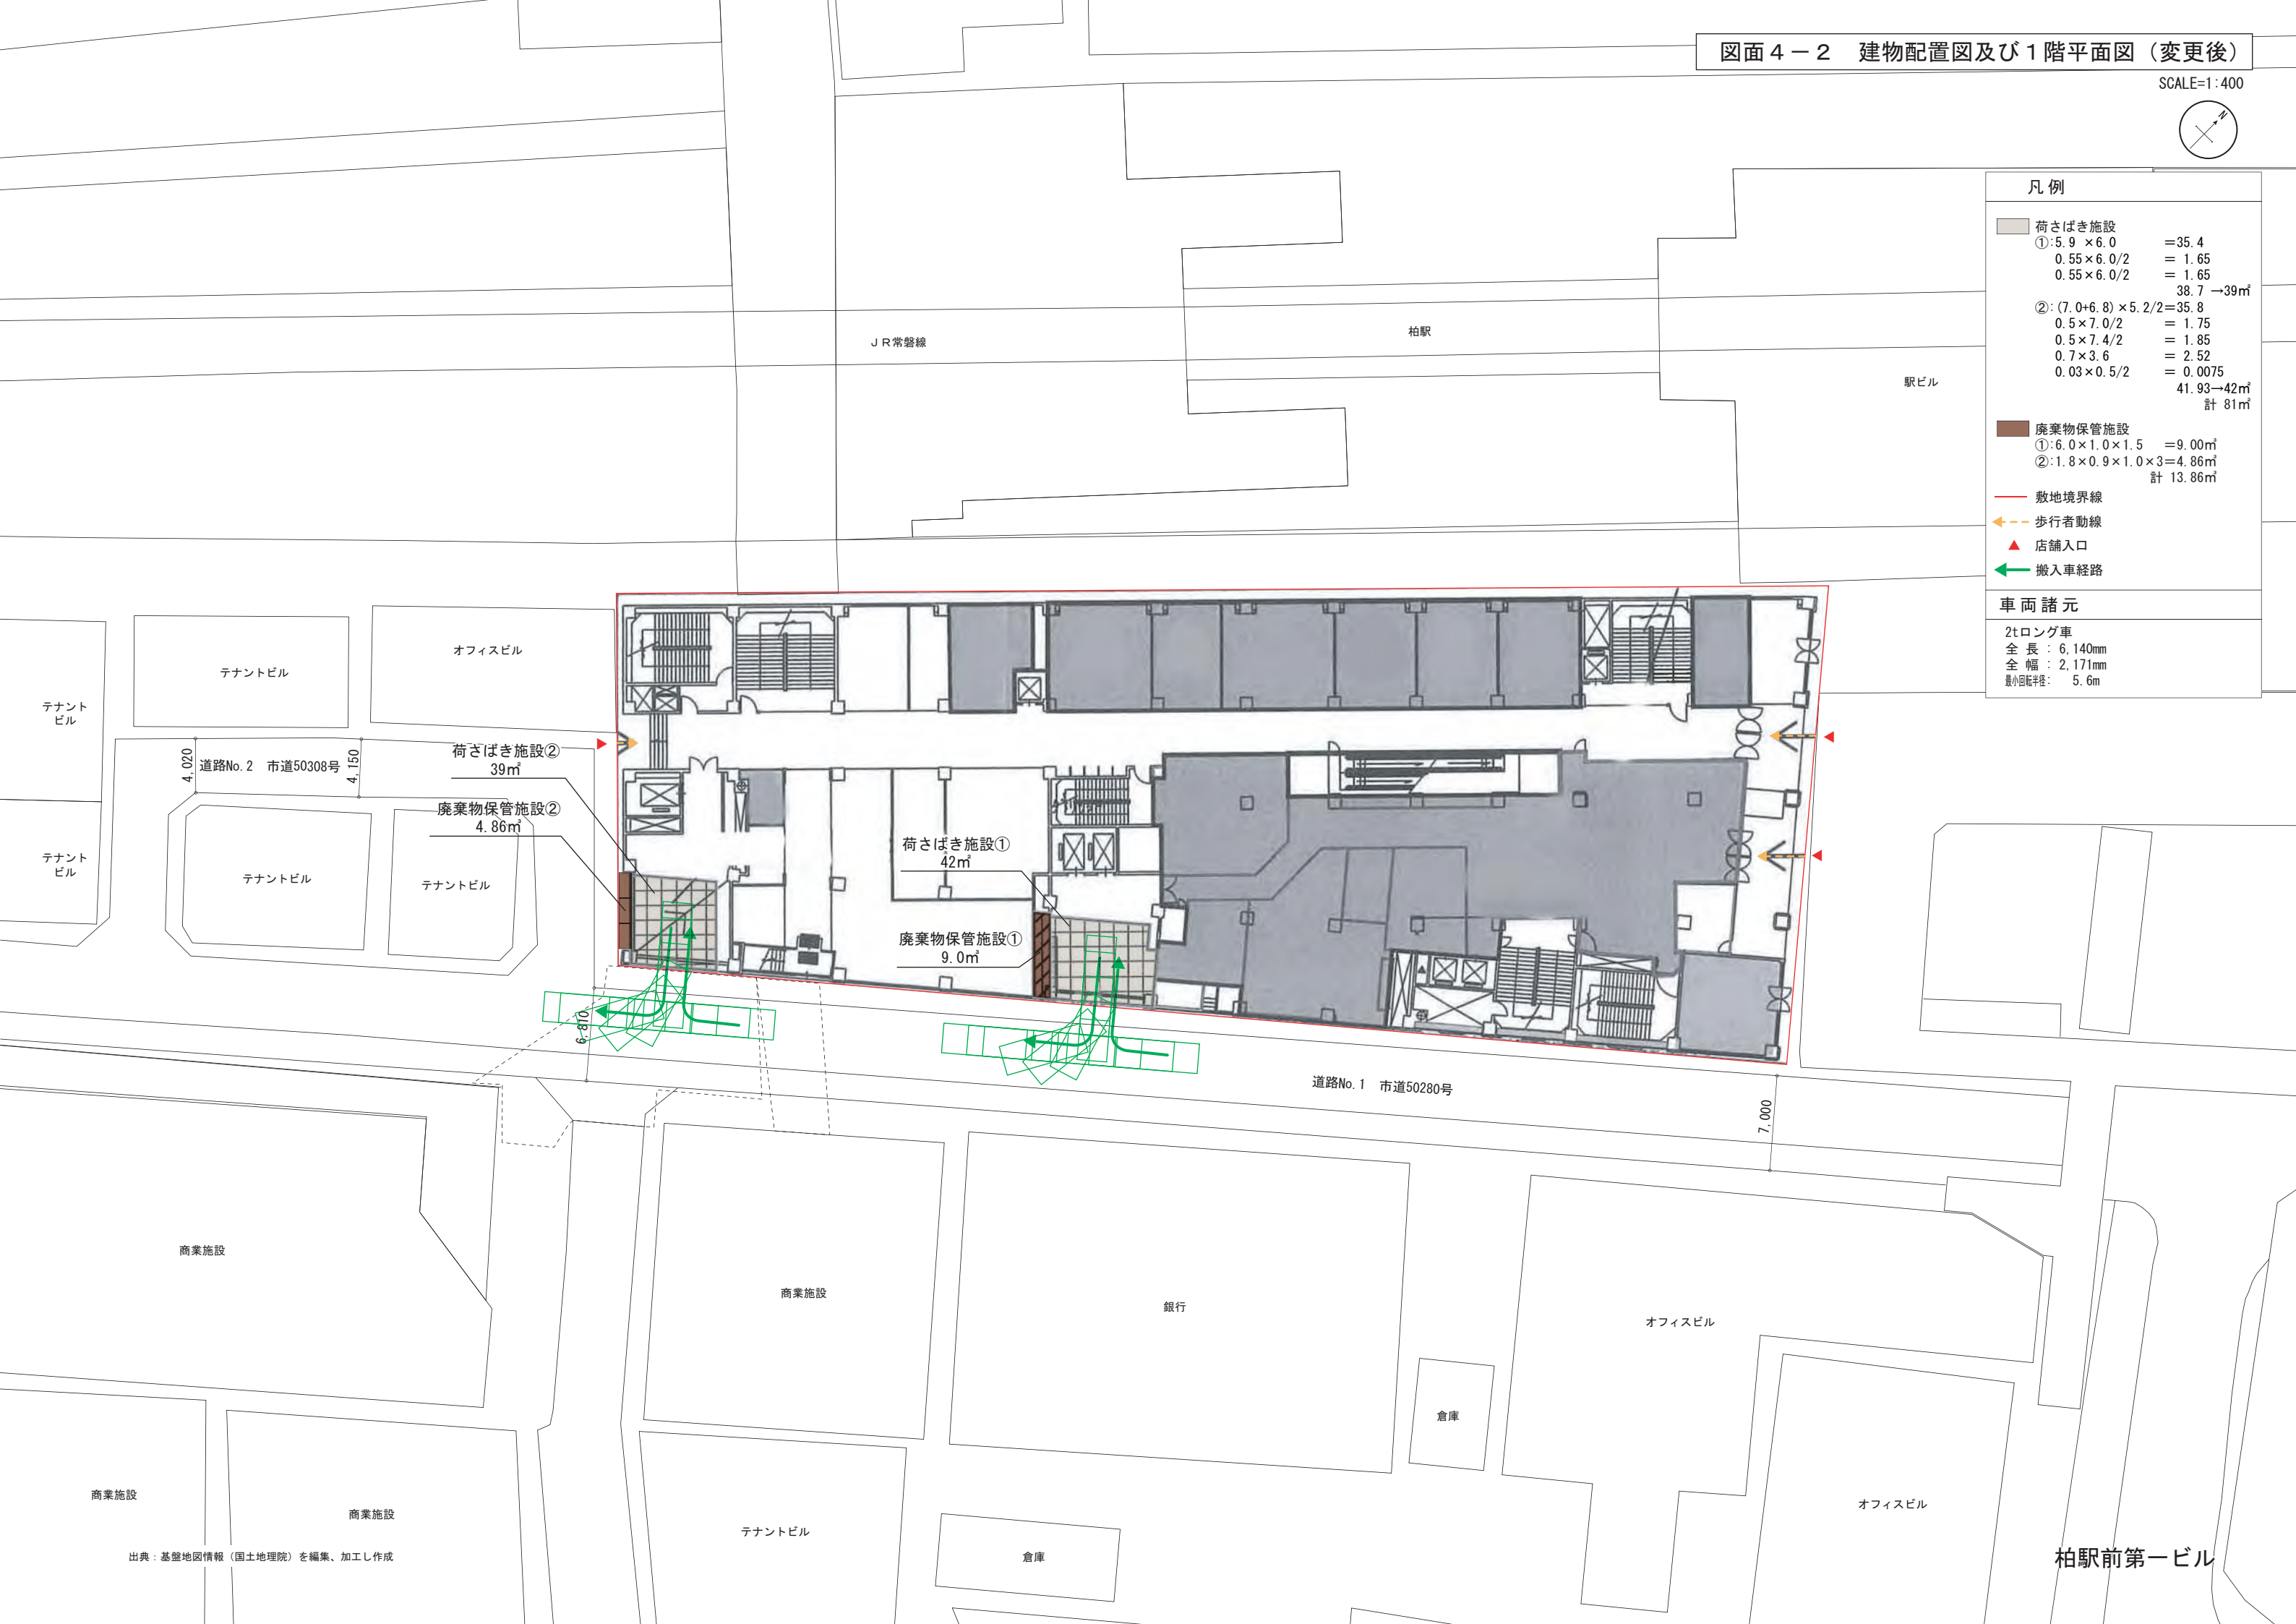 図面４－２　建物配置図及び１階平面図（変更後）
SCALE=1:400
N
凡例
荷さばき施設
①:5.9 ×6.0 ＝35.4
0.55×6.0/2 ＝ 1.65
0.55×6.0/2 ＝ 1.65
38.7 →39㎡
②:(7.0+6.8)×5.2/2＝35.8
0.5×7.0/2 ＝ 1.75
0.5×7.4/2 ＝ 1.85
0.7×3.6 ＝ 2.52
0.03×0.5/2 ＝ 0.0075
41.93→42㎡
計 81㎡
廃棄物保管施設
①:6.0×1.0×1.5 ＝9.00㎡
②:1.8×0.9×1.0×3＝4.86㎡
計 13.86㎡
敷地境界線
歩行者動線
店舗入口
搬入車経路
車両諸元
2tロング車
全 長 : 6,140mm
全 幅 : 2,171mm
最小回転半径: 5.6m
ＪＲ常磐線
柏駅
駅ビル
オフィスビル
テナントビル
テナント
ビル
4,020
道路No.2　市道50308号
4,150
荷さばき施設②
39㎡
廃棄物保管施設②
4.86㎡
荷さばき施設①
42㎡
テナント
ビル
テナントビル
テナントビル
廃棄物保管施設①
9.0㎡
6,810
道路No.1　市道50280号
7,000
商業施設
商業施設
銀行
オフィスビル
倉庫
商業施設
商業施設
テナントビル
オフィスビル
倉庫
出典：基盤地図情報（国土地理院）を編集、加工し作成
柏駅前第一ビル